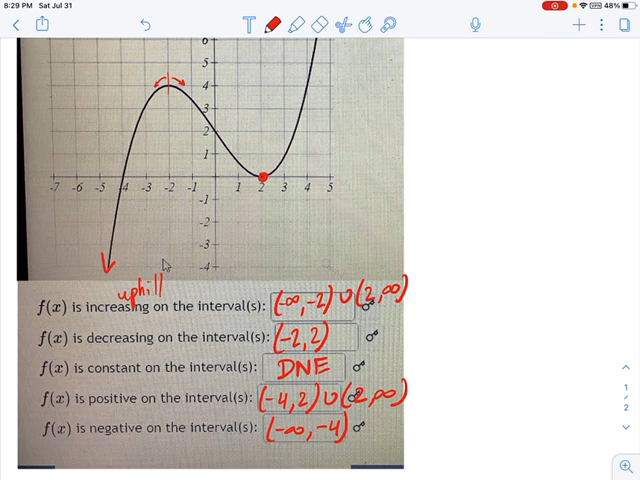 8:29 PM Sat Jul 31
VPN 48%
T
6
5
4
3
2
1
-7 -6 -5 -4 -3 -2 -1 1 2 3 4 5
-1
-2
-3
-4
uphill
f(x) is increasing on the interval(s): (-∞, -2) ∪ (2, ∞)
f(x) is decreasing on the interval(s): (-2, 2)
f(x) is constant on the interval(s): DNE
f(x) is positive on the interval(s): (-4, 2) ∪ (2, ∞)
f(x) is negative on the interval(s): (-∞, -4)
1
/
2